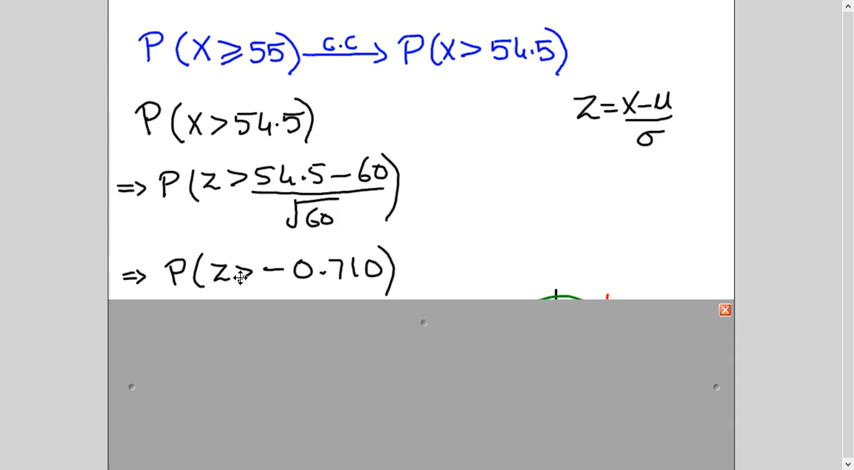 P(X ≥ 55) C.C → P(X > 54.5)
P(X > 54.5)
Z = X-μ / σ
=> P(Z > 54.5 - 60 / √60)
=> P(Z > - 0.710)